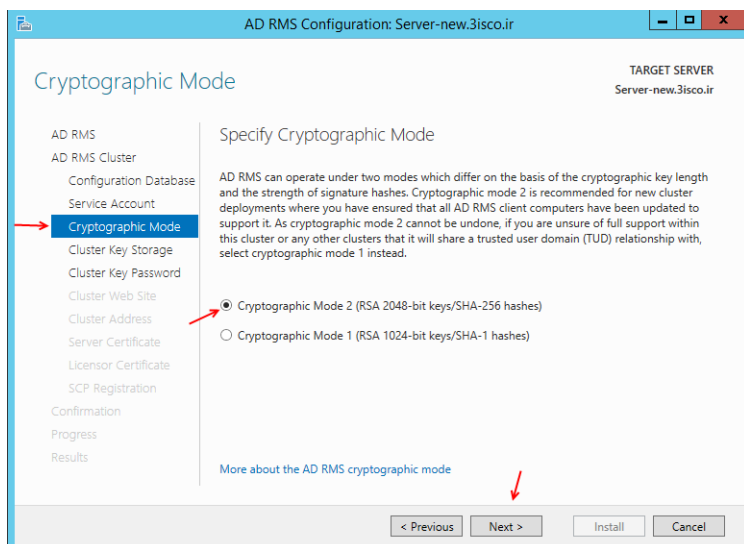 AD RMS Configuration: Server-new.3isco.ir
Cryptographic Mode
TARGET SERVER
Server-new.3isco.ir
AD RMS
AD RMS Cluster
Configuration Database
Service Account
Cryptographic Mode
Cluster Key Storage
Cluster Key Password
Cluster Web Site
Cluster Address
Server Certificate
Licensor Certificate
SCP Registration
Confirmation
Progress
Results
Specify Cryptographic Mode
AD RMS can operate under two modes which differ on the basis of the cryptographic key length
and the strength of signature hashes. Cryptographic mode 2 is recommended for new cluster
deployments where you have ensured that all AD RMS client computers have been updated to
support it. As cryptographic mode 2 cannot be undone, if you are unsure of full support within
this cluster or any other clusters that it will share a trusted user domain (TUD) relationship with,
select cryptographic mode 1 instead.
Cryptographic Mode 2 (RSA 2048-bit keys/SHA-256 hashes)
Cryptographic Mode 1 (RSA 1024-bit keys/SHA-1 hashes)
More about the AD RMS cryptographic mode
< Previous
Next >
Install
Cancel